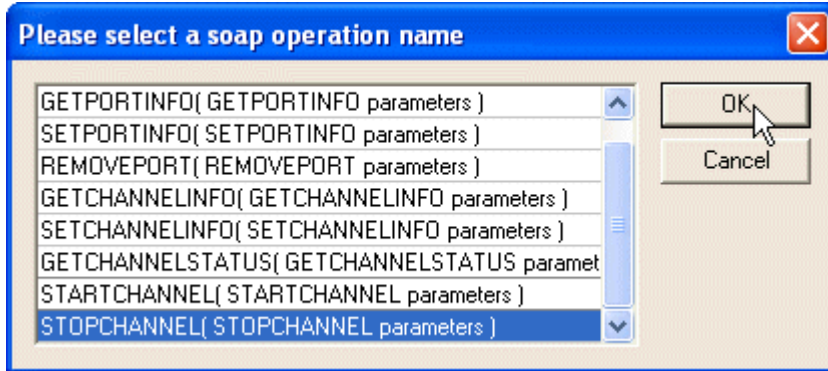 Please select a soap operation name
GETPORTINFO( GETPORTINFO parameters )
SETPORTINFO( SETPORTINFO parameters )
REMOVEPORT( REMOVEPORT parameters )
GETCHANNELINFO( GETCHANNELINFO parameters )
SETCHANNELINFO( SETCHANNELINFO parameters )
GETCHANNELSTATUS( GETCHANNELSTATUS paramet
STARTCHANNEL( STARTCHANNEL parameters )
STOPCHANNEL( STOPCHANNEL parameters )
OK
Cancel